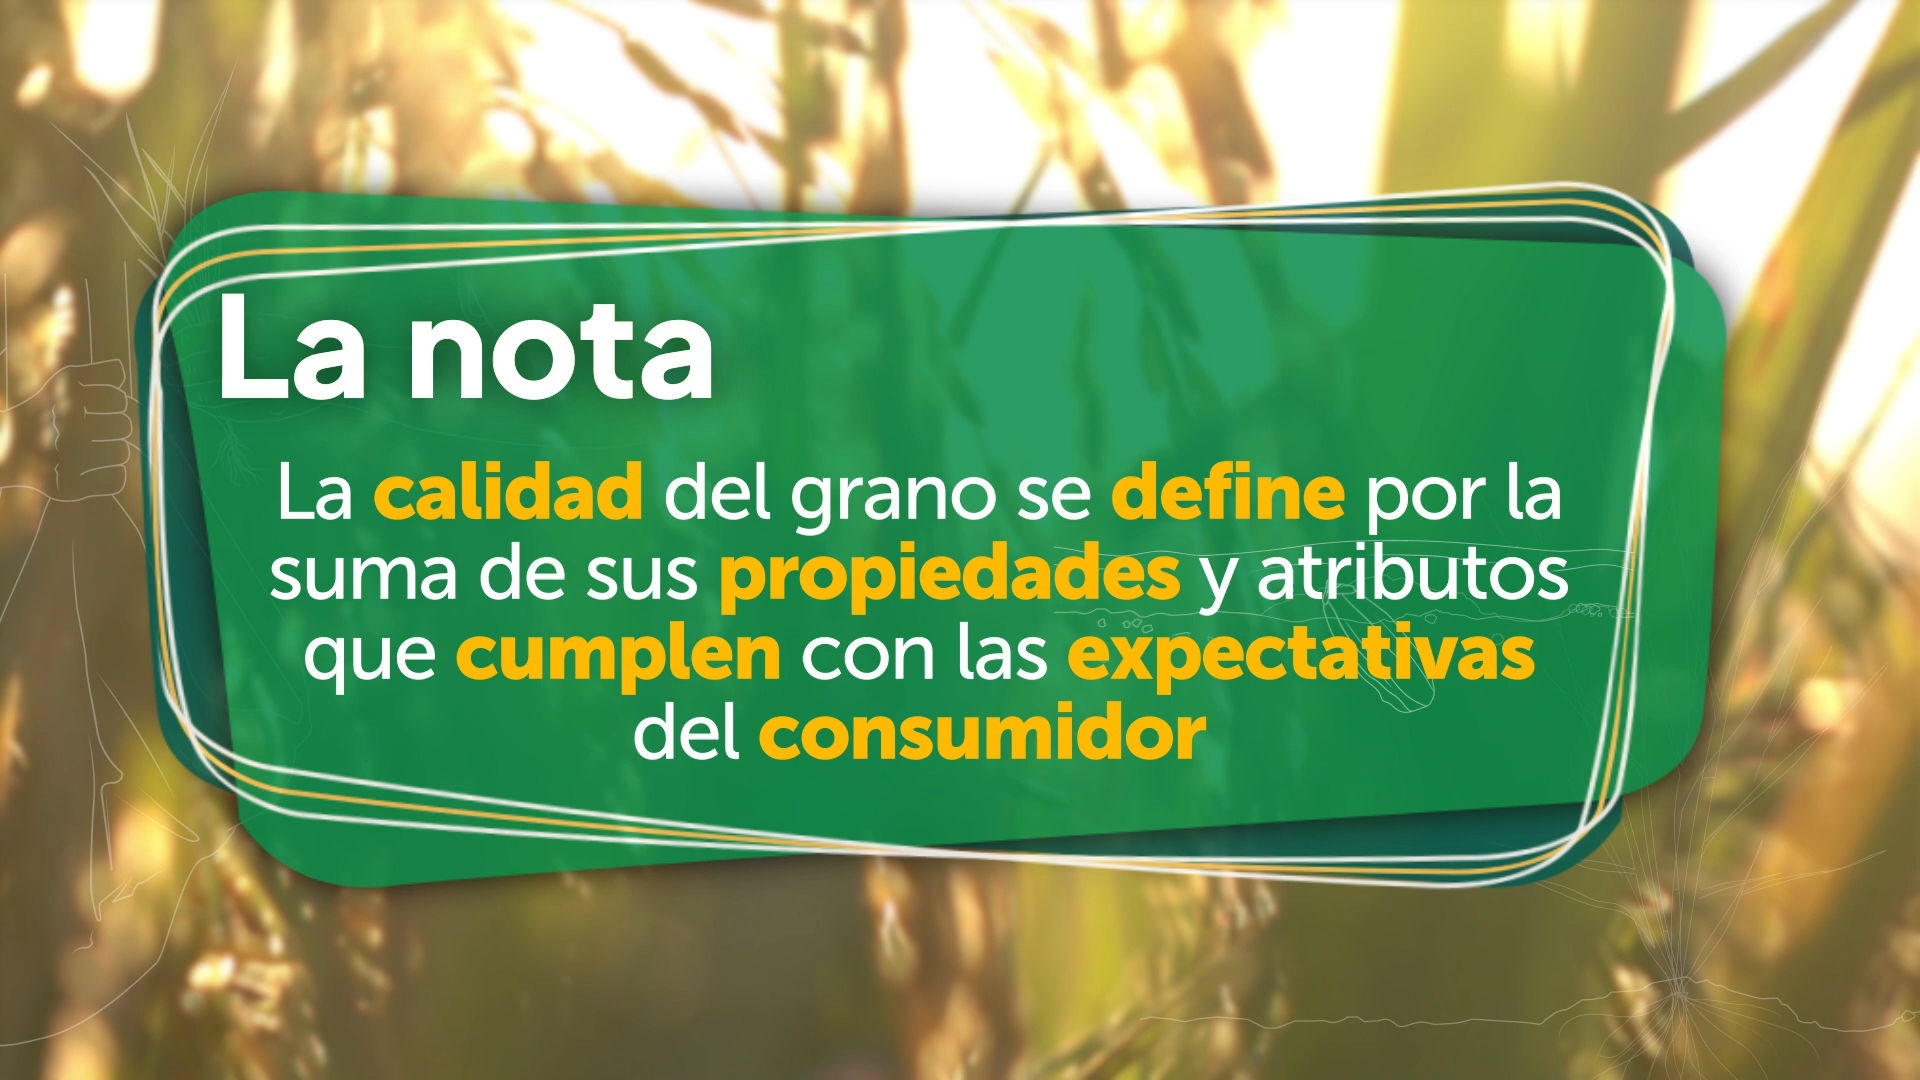 La nota
La calidad del grano se define por la
suma de sus propiedades y atributos
que cumplen con las expectativas
del consumidor